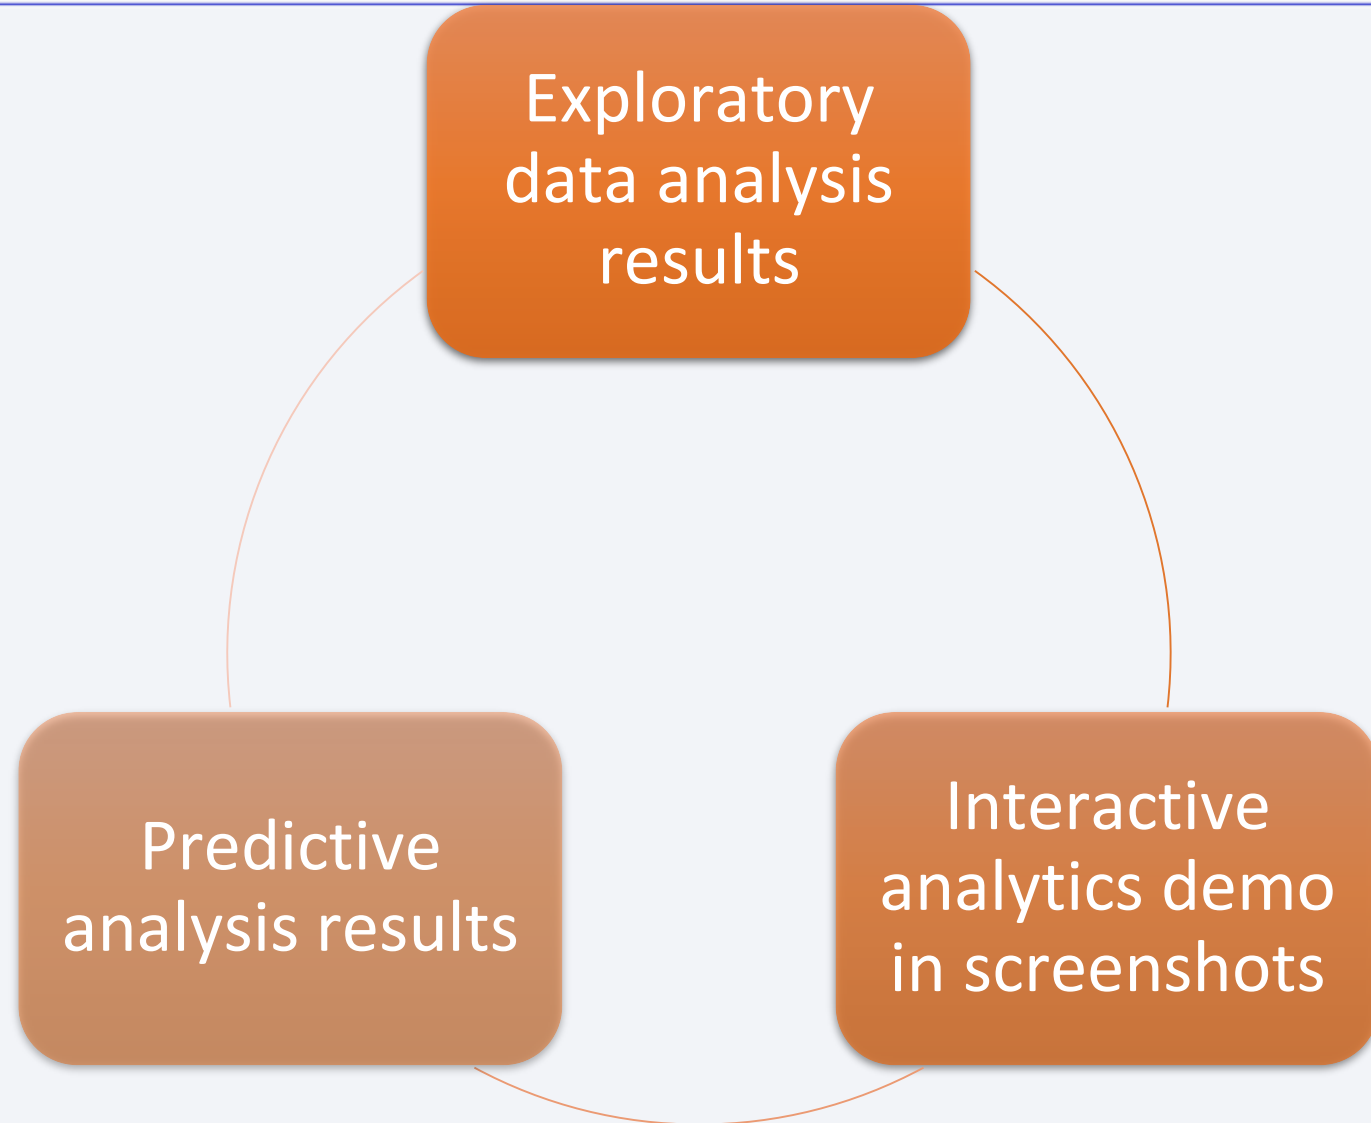 Exploratory
data analysis
results
Predictive
analysis results
Interactive
analytics demo
in screenshots